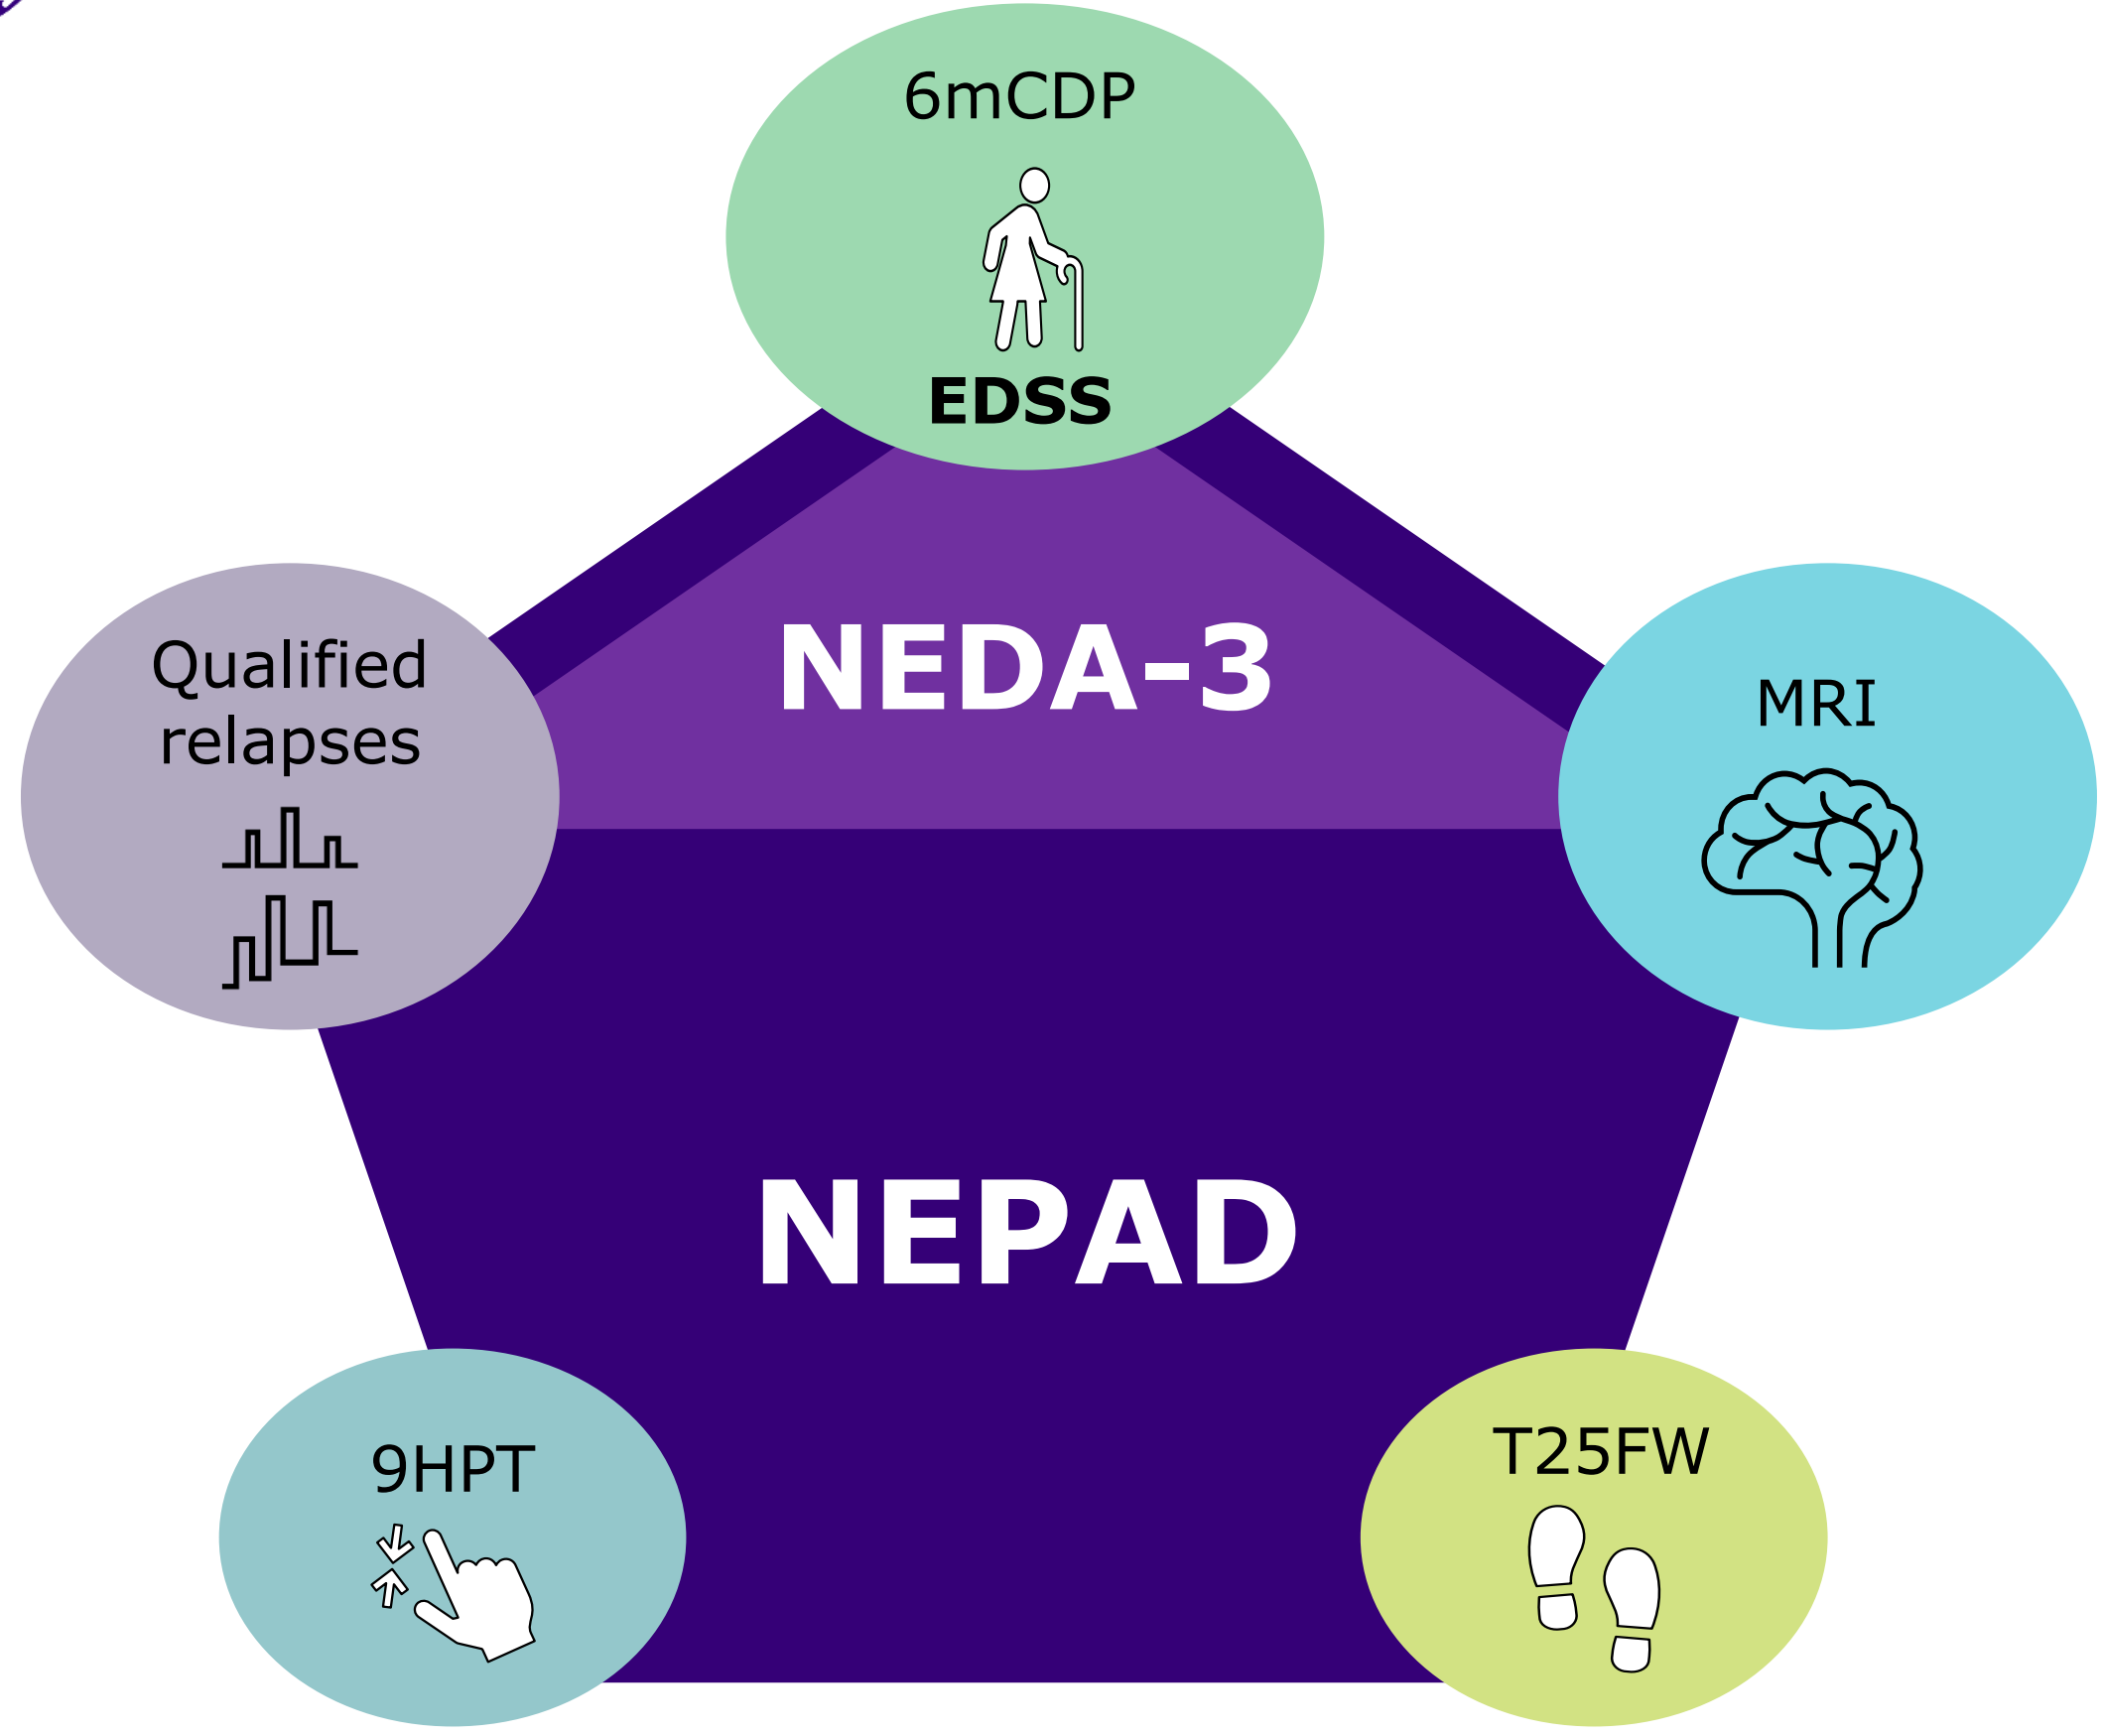 6mCDP
EDSS
NEDA-3
Qualified
relapses
MRI
NEPAD
9HPT
T25FW